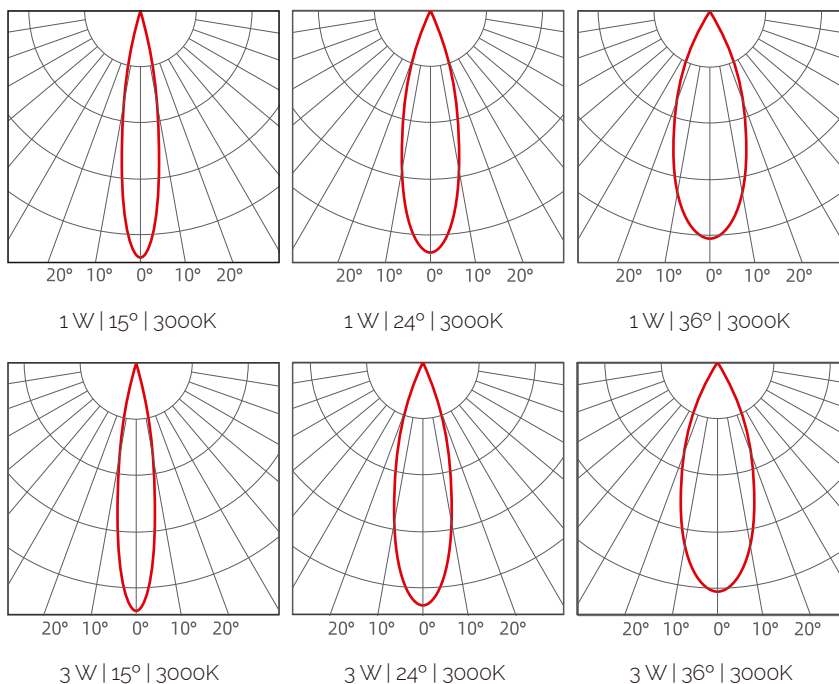 20° 10° 0° 10° 20°
20° 10° 0° 10° 20°
20° 10° 0° 10° 20°
1 W | 15° | 3000K
1 W | 24° | 3000K
1 W | 36° | 3000K
20° 10° 0° 10° 20°
20° 10° 0° 10° 20°
20° 10° 0° 10° 20°
3 W | 15° | 3000K
3 W | 24° | 3000K
3 W | 36° | 3000K